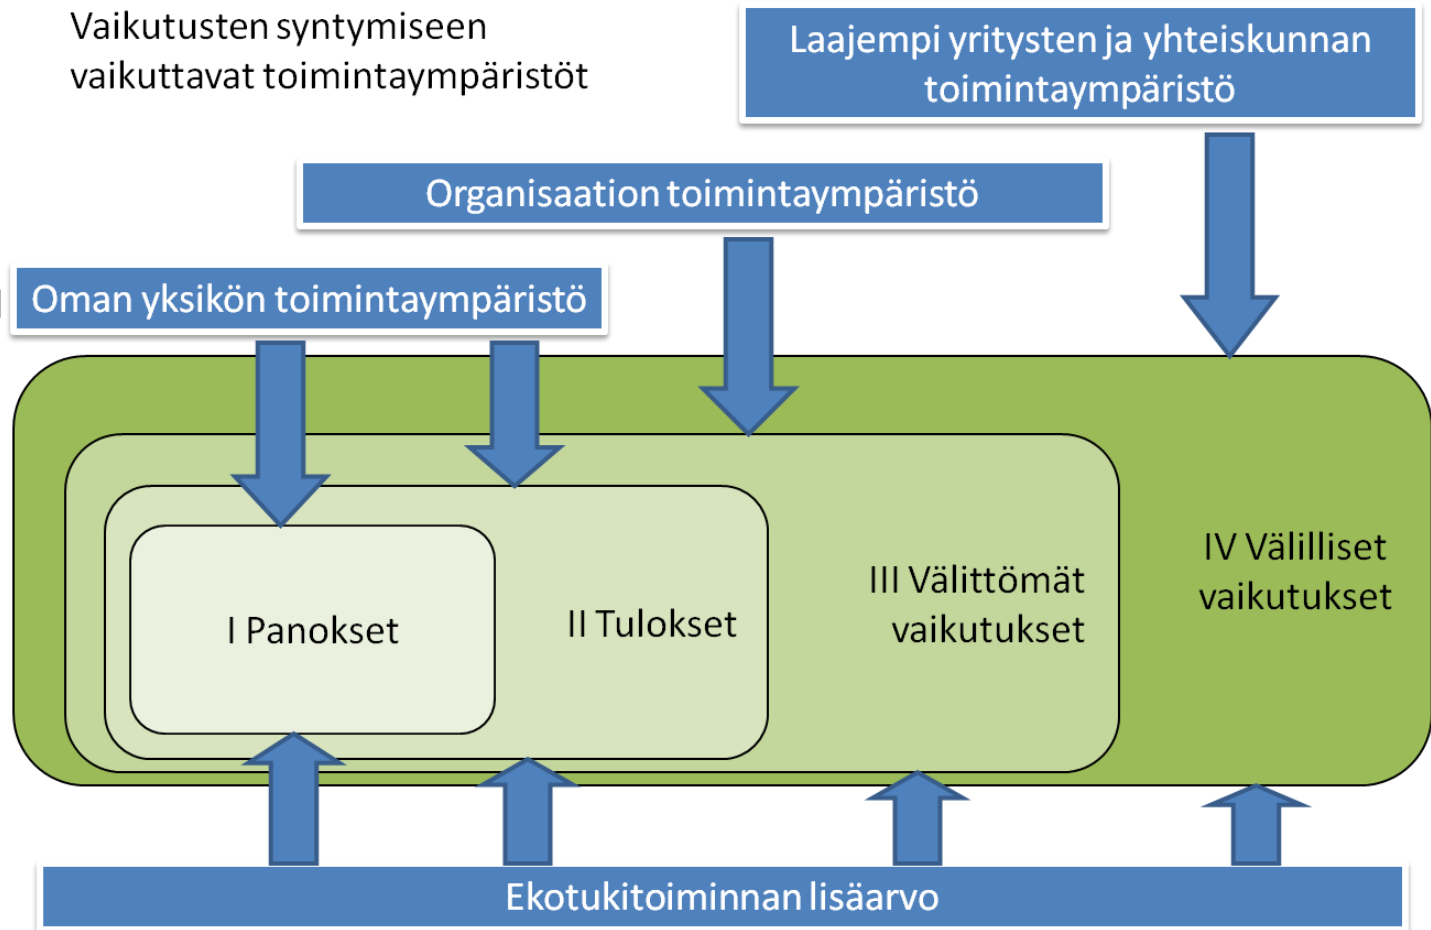 Vaikutusten syntymiseen
vaikuttavat toimintaympäristöt
Laajempi yritysten ja yhteiskunnan
toimintaympäristö
Organisaation toimintaympäristö
Oman yksikön toimintaympäristö
I Panokset
II Tulokset
III Välittömät
vaikutukset
IV Välilliset
vaikutukset
Ekotukitoiminnan lisäarvo